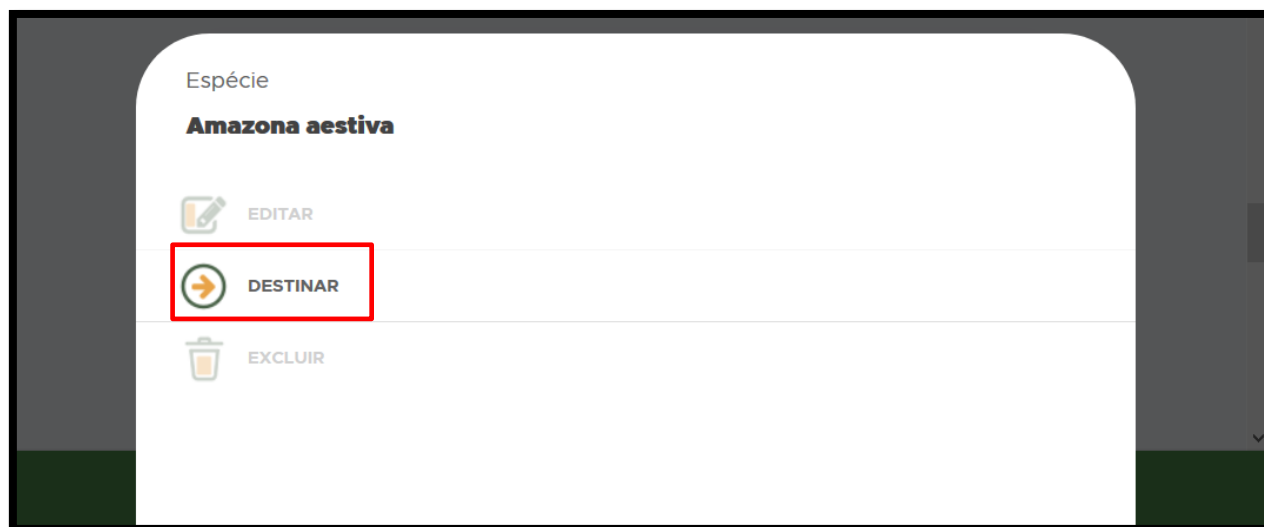 Espécie
Amazona aestiva
EDITAR
DESTINAR
EXCLUIR